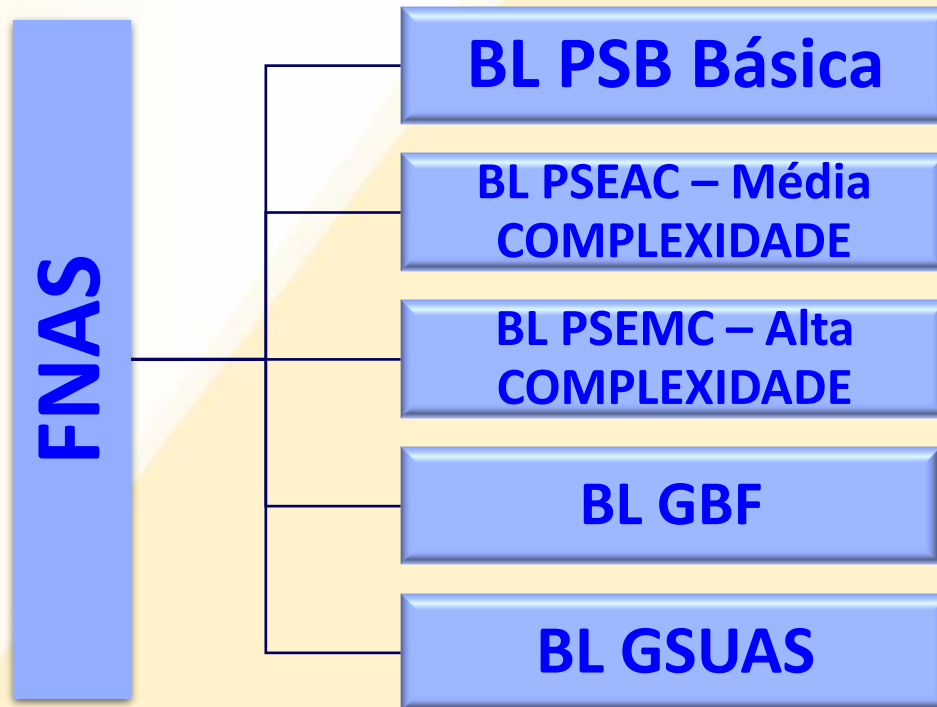 FNAS
BL PSB Básica
BL PSEAC – Média
COMPLEXIDADE
BL PSEMC – Alta
COMPLEXIDADE
BL GBF
BL GSUAS